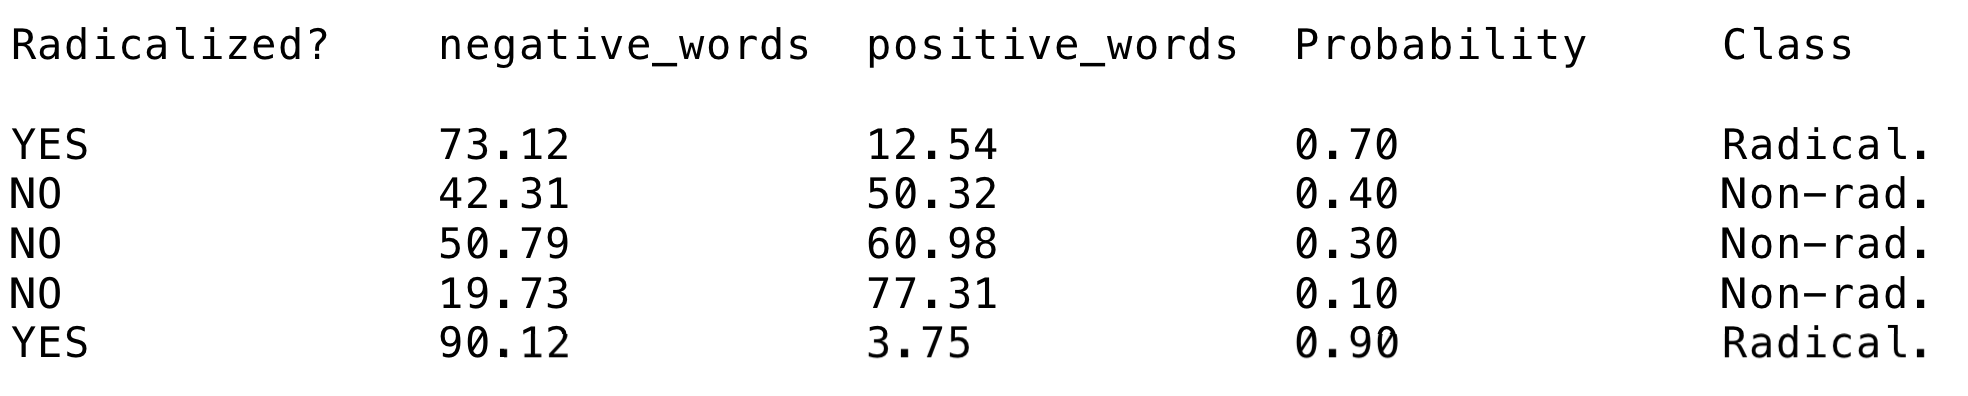 Radicalized? negative_words positive_words Probability Class
YES 73.12 12.54 0.70 Radical.
NO 42.31 50.32 0.40 Non-rad.
NO 50.79 60.98 0.30 Non-rad.
NO 19.73 77.31 0.10 Non-rad.
YES 90.12 3.75 0.90 Radical.